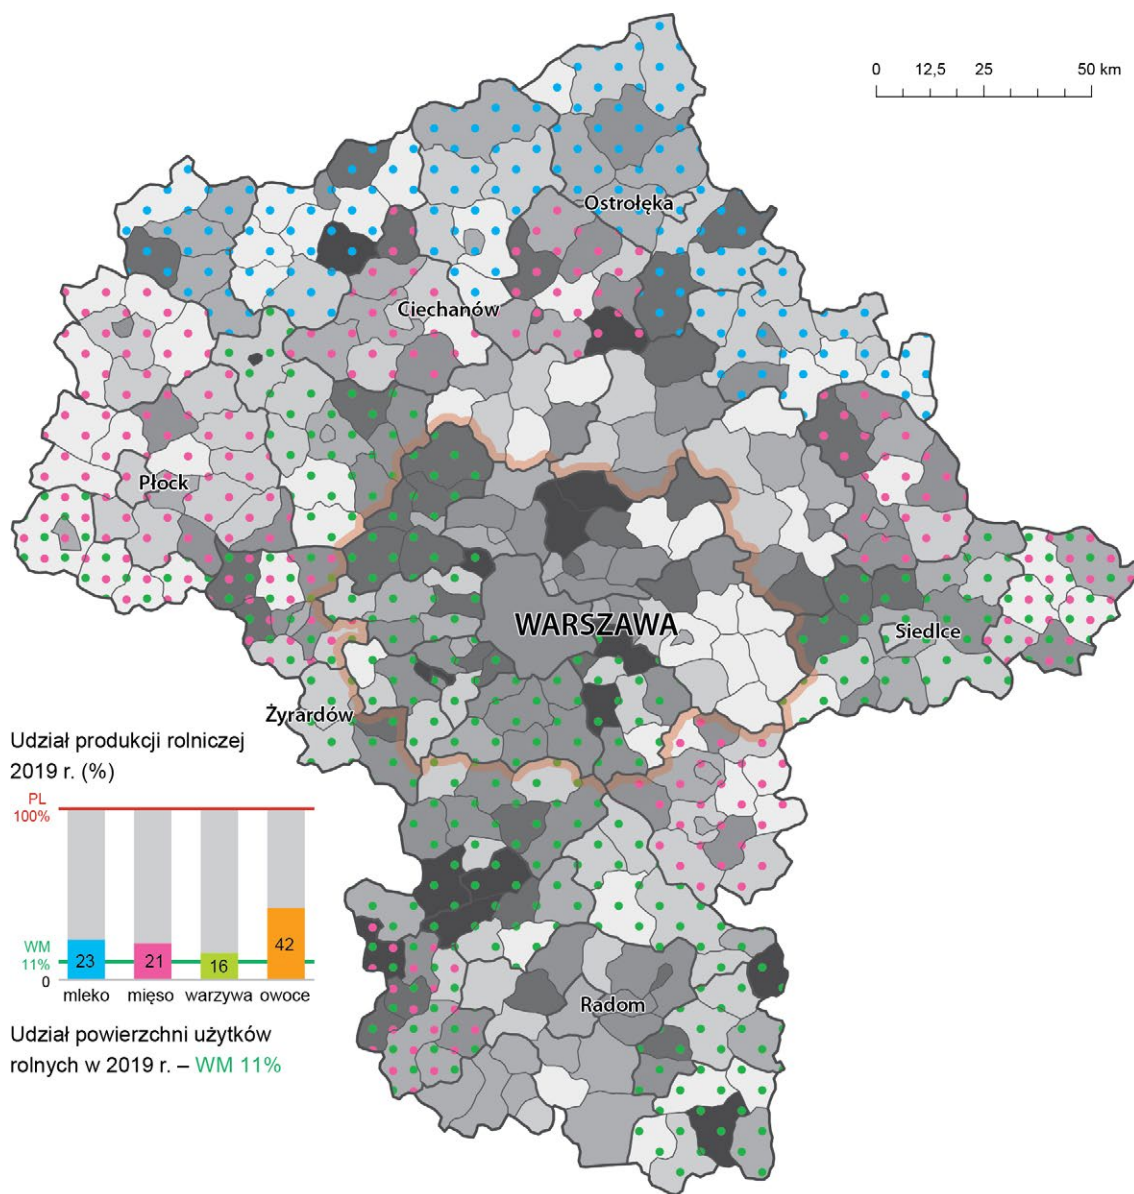 0 12,5 25 50 km
Ostrołęka
Ciechanów
Płock
WARSZAWA
Siedlce
Żyrardów
Radom
Udział produkcji rolniczej
2019 r. (%)
PL
100%
WM
11%
0
23 21 16 42
mleko mięso warzywa owoce
Udział powierzchni użytków
rolnych w 2019 r. – WM 11%